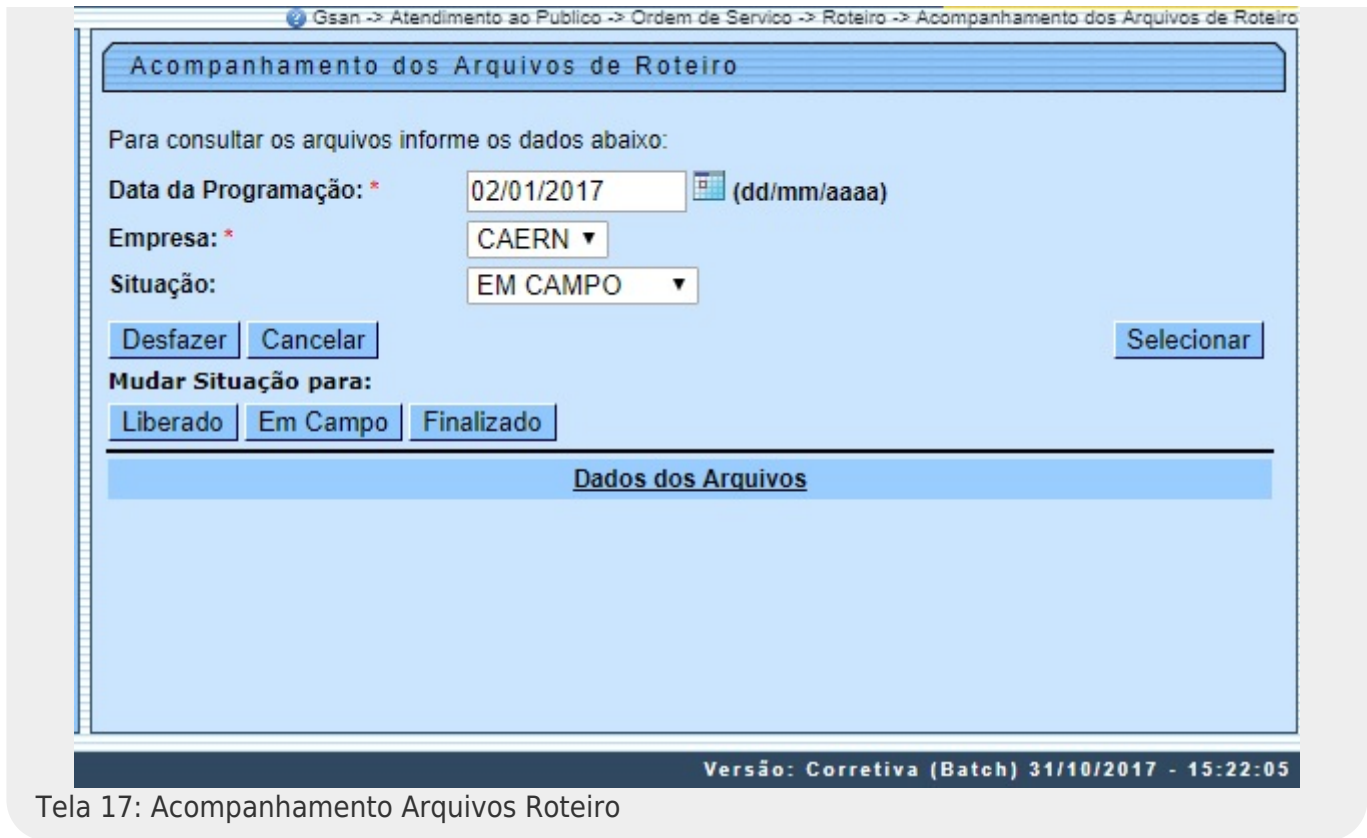 Gsan -> Atendimento ao Publico -> Ordem de Servico -> Roteiro -> Acompanhamento dos Arquivos de Roteiro
Acompanhamento dos Arquivos de Roteiro
Para consultar os arquivos informe os dados abaixo:
Data da Programação: * 02/01/2017 (dd/mm/aaaa)
Empresa: * CAERN
Situação: EM CAMPO
Desfazer Cancelar Selecionar
Mudar Situação para:
Liberado Em Campo Finalizado
Dados dos Arquivos
Versão: Corretiva (Batch) 31/10/2017 - 15:22:05
Tela 17: Acompanhamento Arquivos Roteiro